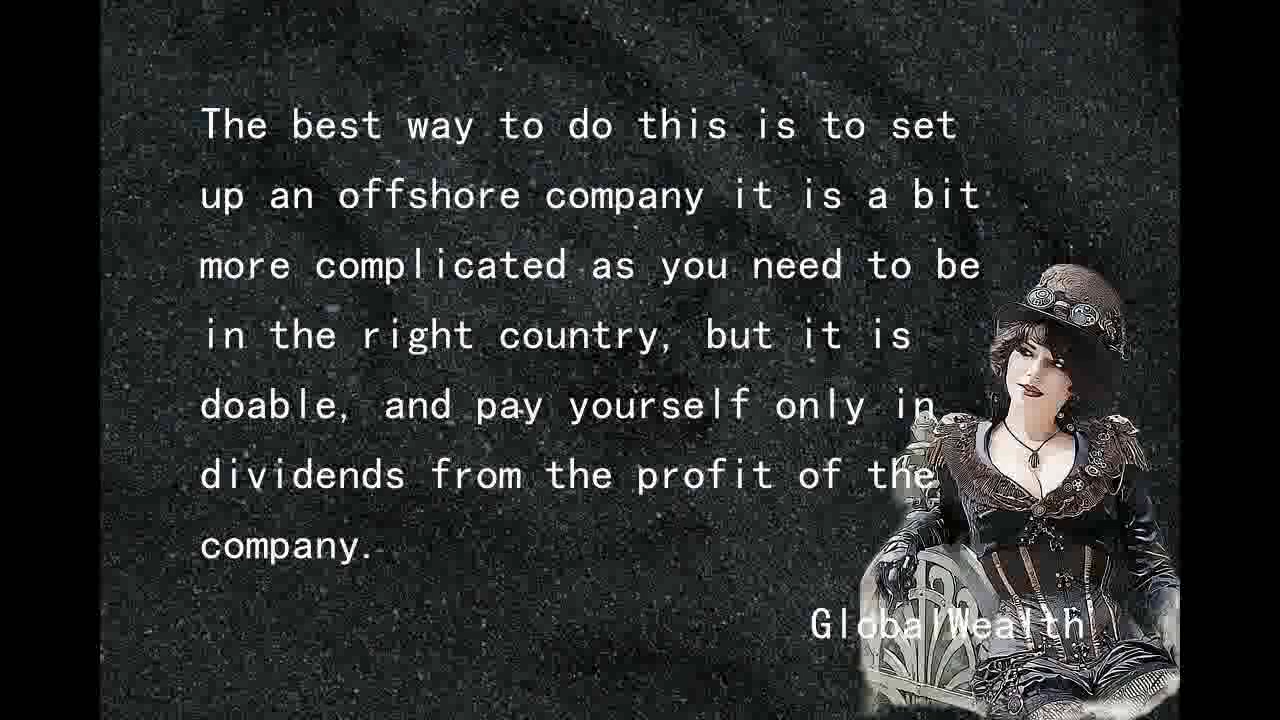 The best way to do this is to set
up an offshore company it is a bit
more complicated as you need to be
in the right country, but it is
doable, and pay yourself only in
dividends from the profit of the
company.
GlobalWealth